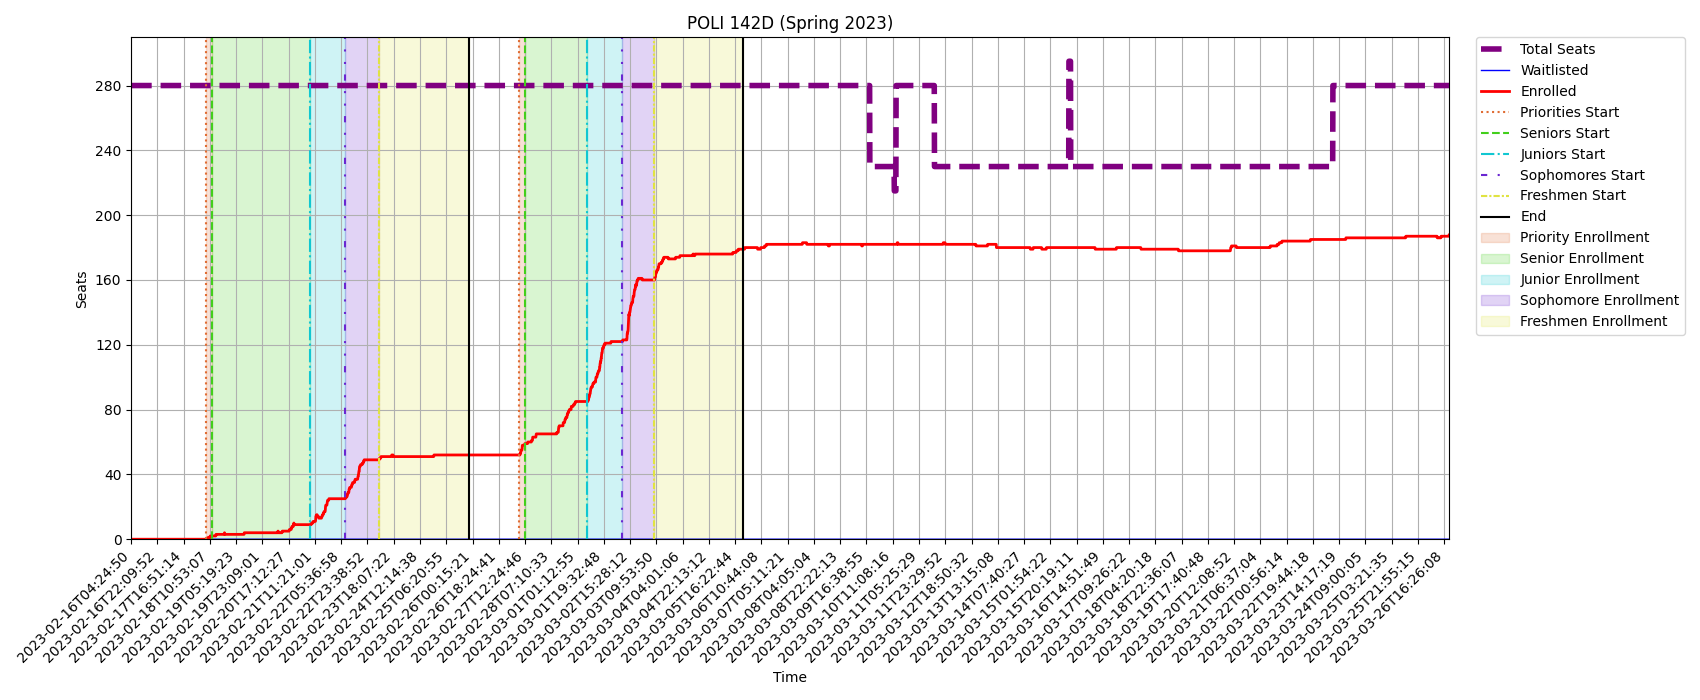 POLI 142D (Spring 2023)
Total Seats
Waitlisted
Enrolled
Priorities Start
Seniors Start
Juniors Start
Sophomores Start
Freshmen Start
End
Priority Enrollment
Senior Enrollment
Junior Enrollment
Sophomore Enrollment
Freshmen Enrollment
Seats
280
240
200
160
120
80
40
0
2023-02-16T04:24:50
2023-02-16T22:09:52
2023-02-17T16:51:14
2023-02-18T10:53:07
2023-02-19T05:19:23
2023-02-19T23:09:01
2023-02-20T17:12:27
2023-02-21T11:21:01
2023-02-22T05:36:58
2023-02-22T23:38:52
2023-02-23T18:07:22
2023-02-24T12:14:38
2023-02-25T06:20:55
2023-02-26T00:15:21
2023-02-26T18:24:41
2023-02-27T12:24:46
2023-02-28T07:10:33
2023-03-01T01:12:55
2023-03-01T19:32:48
2023-03-02T15:28:12
2023-03-03T09:53:50
2023-03-04T04:01:06
2023-03-04T22:13:12
2023-03-05T16:22:44
2023-03-06T10:44:08
2023-03-07T05:11:21
2023-03-08T04:05:04
2023-03-08T22:22:13
2023-03-09T16:38:55
2023-03-10T11:08:16
2023-03-11T05:25:29
2023-03-11T23:29:52
2023-03-12T18:50:32
2023-03-13T13:15:08
2023-03-14T07:40:27
2023-03-15T01:54:22
2023-03-15T20:19:11
2023-03-16T14:51:49
2023-03-17T09:26:22
2023-03-18T04:20:18
2023-03-18T22:36:07
2023-03-19T17:40:48
2023-03-20T12:08:52
2023-03-21T06:37:04
2023-03-22T00:56:14
2023-03-22T19:44:18
2023-03-23T14:17:19
2023-03-24T09:00:05
2023-03-25T03:21:35
2023-03-25T21:55:15
2023-03-26T16:26:08
Time